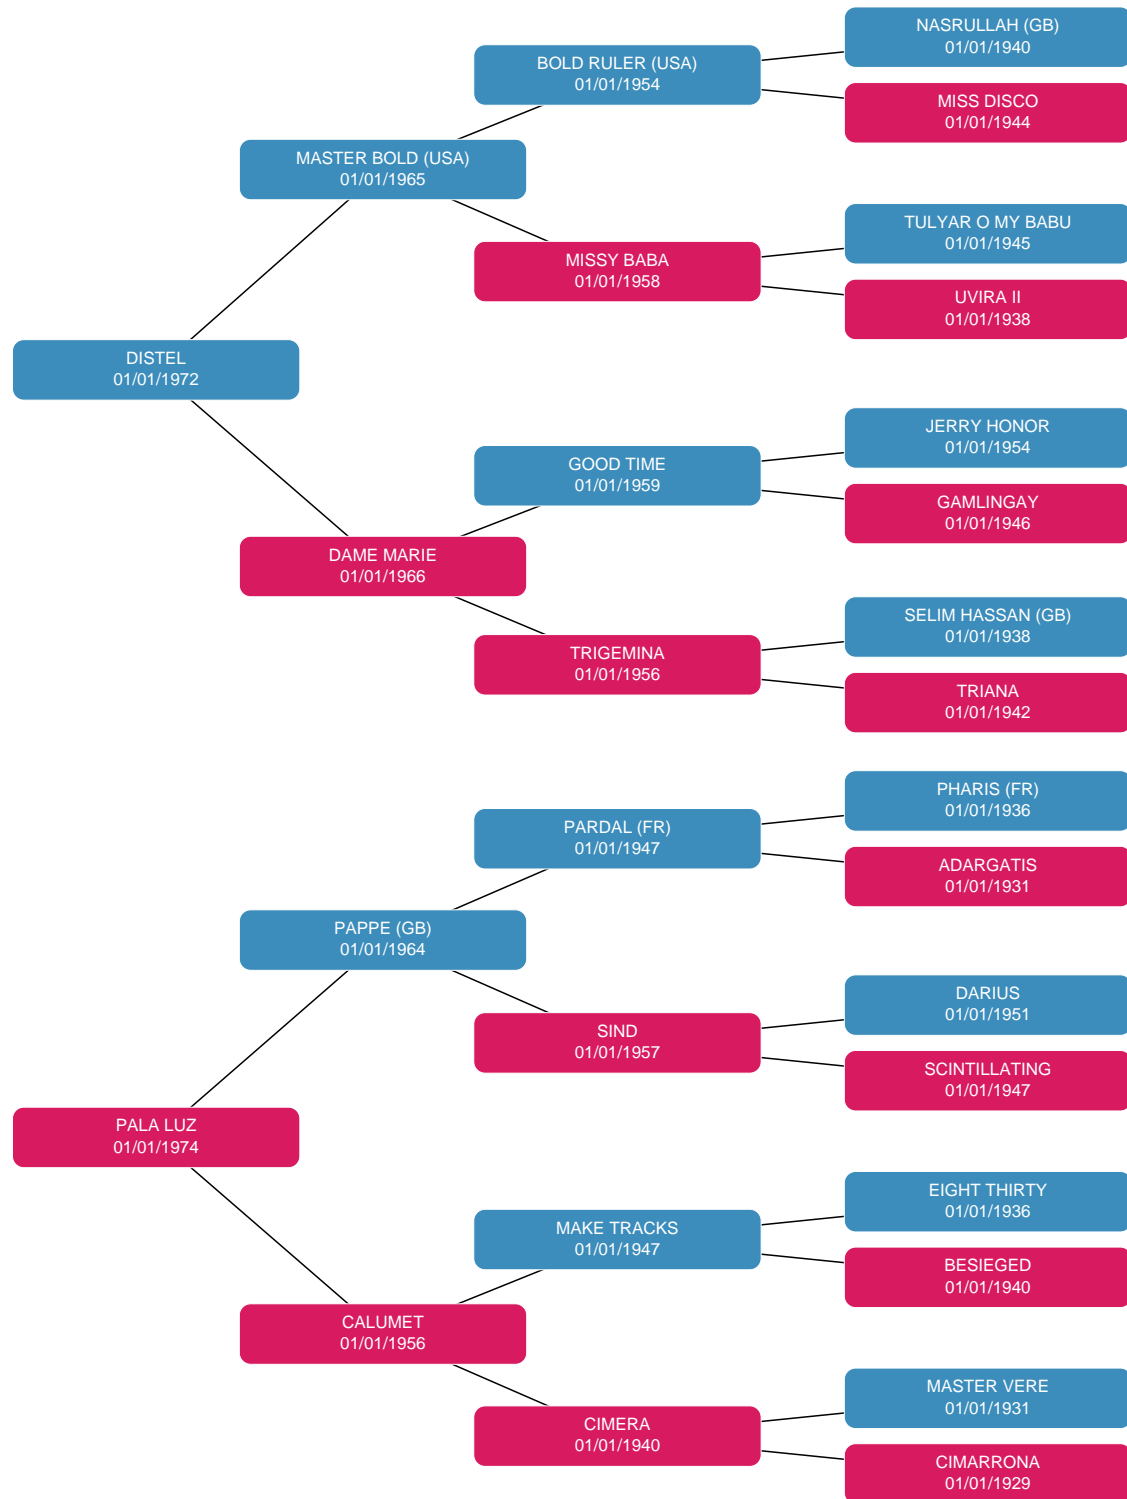 NASRULLAH (GB)
01/01/1940
BOLD RULER (USA)
01/01/1954
MISS DISCO
01/01/1944
MASTER BOLD (USA)
01/01/1965
TULYAR O MY BABU
01/01/1945
MISSY BABA
01/01/1958
UVIRA II
01/01/1938
DISTEL
01/01/1972
JERRY HONOR
01/01/1954
GOOD TIME
01/01/1959
GAMLINGAY
01/01/1946
DAME MARIE
01/01/1966
SELIM HASSAN (GB)
01/01/1938
TRIGEMINA
01/01/1956
TRIANA
01/01/1942
PHARIS (FR)
01/01/1936
PARDAL (FR)
01/01/1947
ADARGATIS
01/01/1931
PAPPE (GB)
01/01/1964
DARIUS
01/01/1951
SIND
01/01/1957
SCINTILLATING
01/01/1947
PALA LUZ
01/01/1974
EIGHT THIRTY
01/01/1936
MAKE TRACKS
01/01/1947
BESIEGED
01/01/1940
CALUMET
01/01/1956
MASTER VERE
01/01/1931
CIMERA
01/01/1940
CIMARRONA
01/01/1929